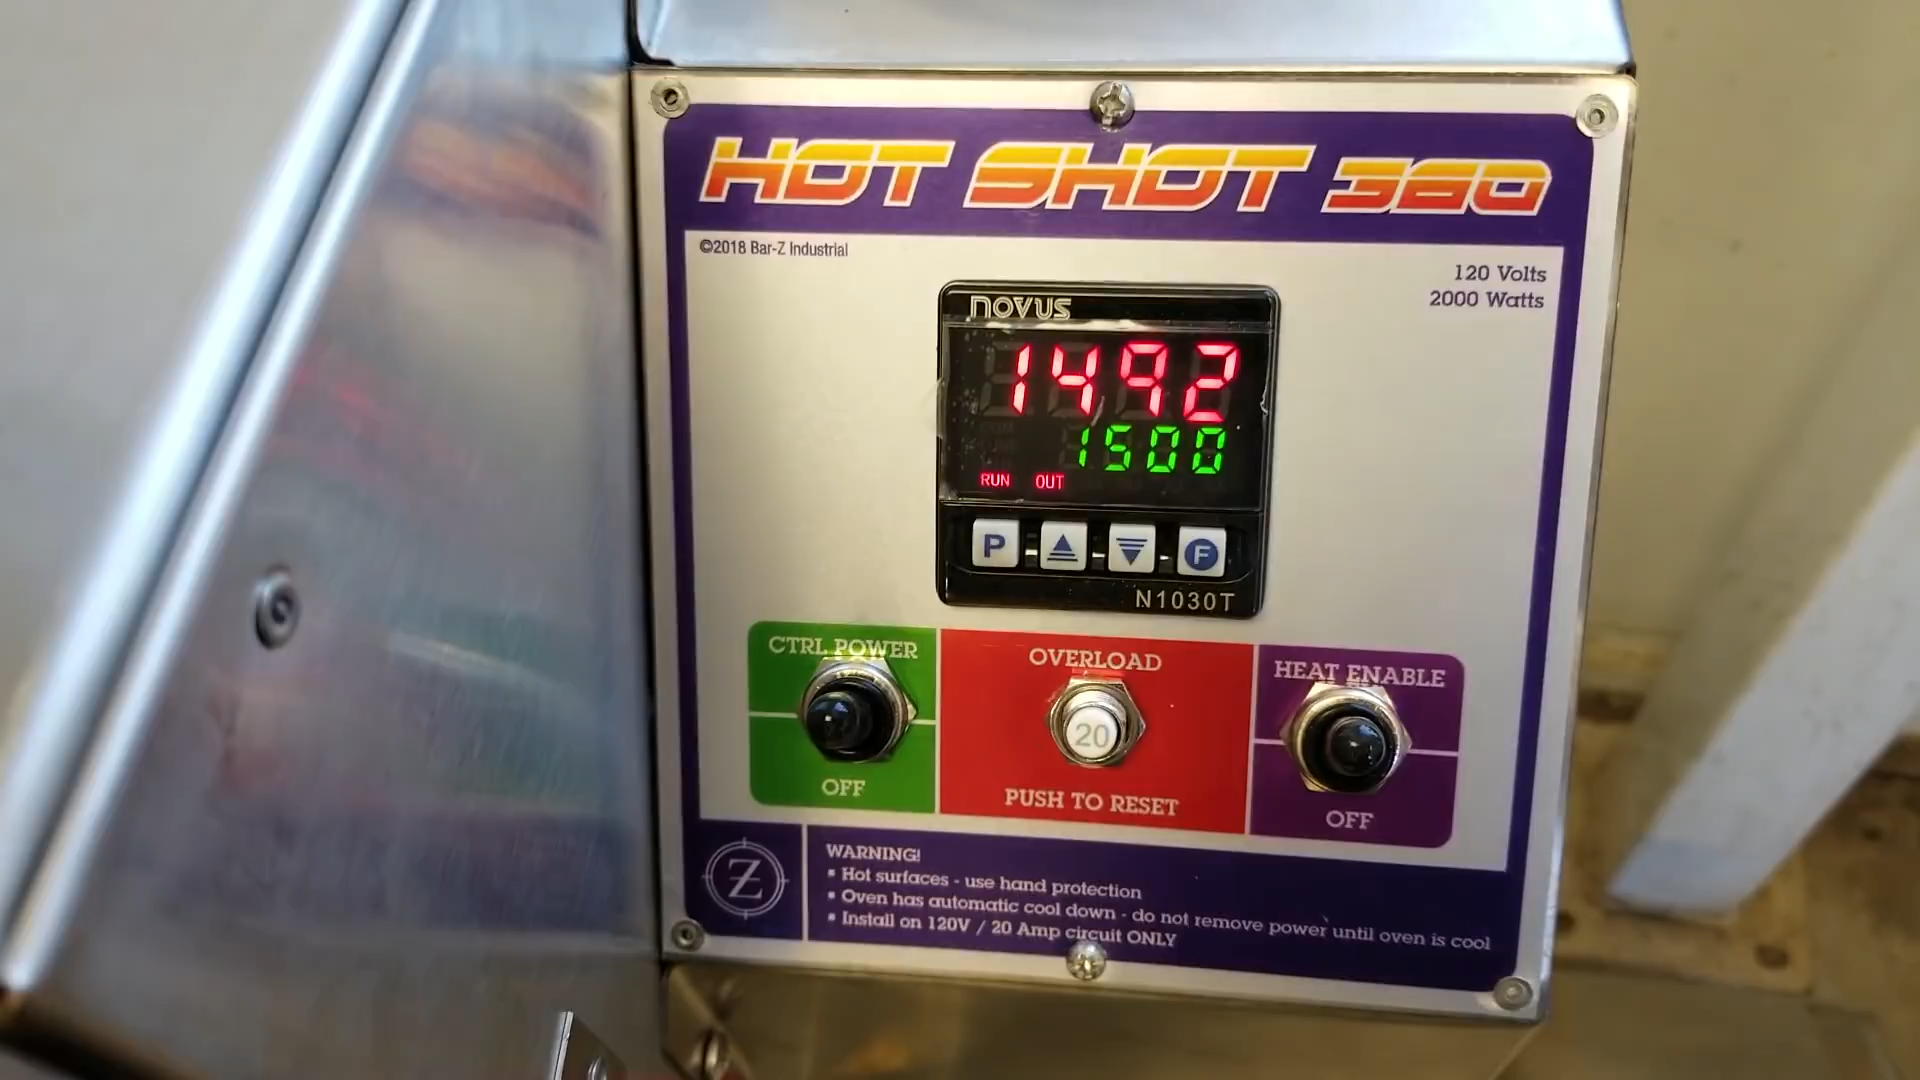 HOT SHOT 360
©2018 Bar-Z Industrial
120 Volts
2000 Watts
novus
1492
1500
RUN OUT
P F
N1030T
CTRL POWER
OFF
OVERLOAD
20
PUSH TO RESET
HEAT ENABLE
OFF
Z
WARNING!
▪ Hot surfaces - use hand protection
▪ Oven has automatic cool down - do not remove power until oven is cool
▪ Install on 120V / 20 Amp circuit ONLY